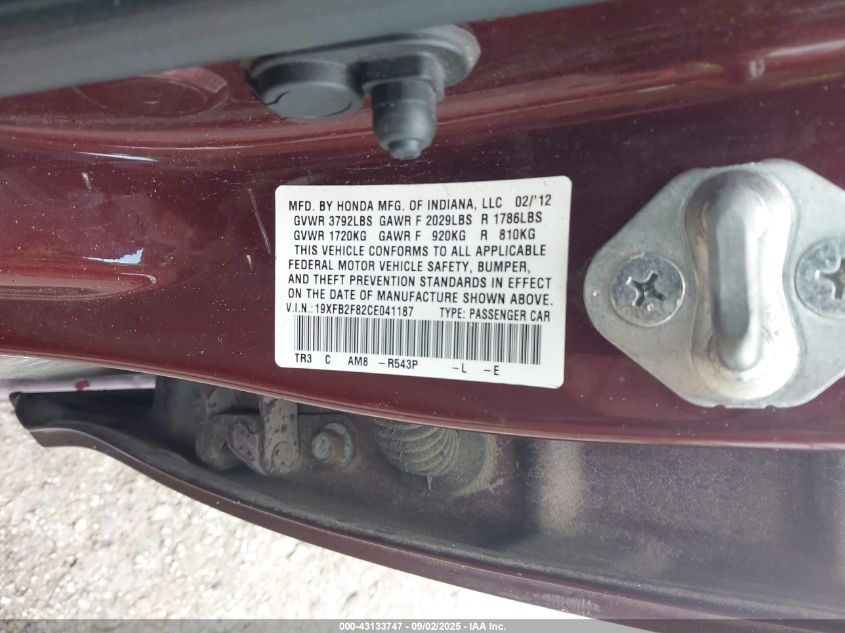 MFD. BY HONDA MFG. OF INDIANA, LLC 02/'12
GVWR 3792LBS GAWR F 2029LBS R 1786LBS
GVWR 1720KG GAWR F 920KG R 810KG
THIS VEHICLE CONFORMS TO ALL APPLICABLE
FEDERAL MOTOR VEHICLE SAFETY, BUMPER,
AND THEFT PREVENTION STANDARDS IN EFFECT
ON THE DATE OF MANUFACTURE SHOWN ABOVE.
V.I.N.:19XFB2F82CE041187 TYPE: PASSENGER CAR
TR3 C AM8 -R543P -L -E
000-43133747 - 09/02/2025 - IAA Inc.